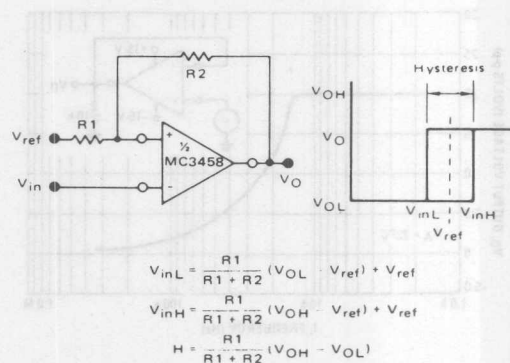 R2
Hysteresis
VOH
Vref
R1
+
½
MC3458
VO
VO
Vin
-
VOL
VinL
VinH
Vref
VinL = R1 / R1 + R2 (VOL - Vref) + Vref
VinH = R1 / R1 + R2 (VOH - Vref) + Vref
H = R1 / R1 + R2 (VOH - VOL)